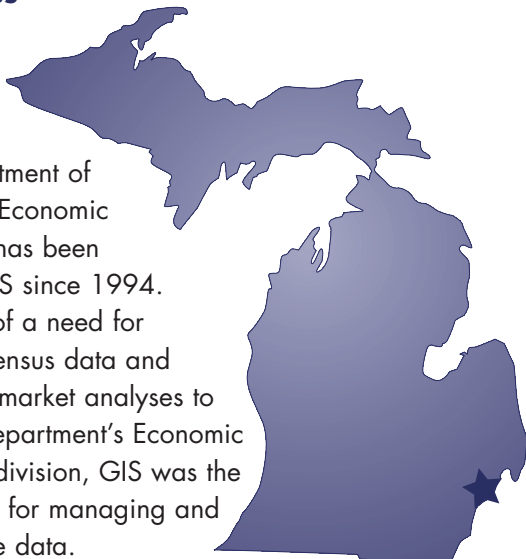 tment of
Economic
has been
S since 1994.
of a need for
ensus data and
market analyses to
epartment's Economic
division, GIS was the
for managing and
e data.